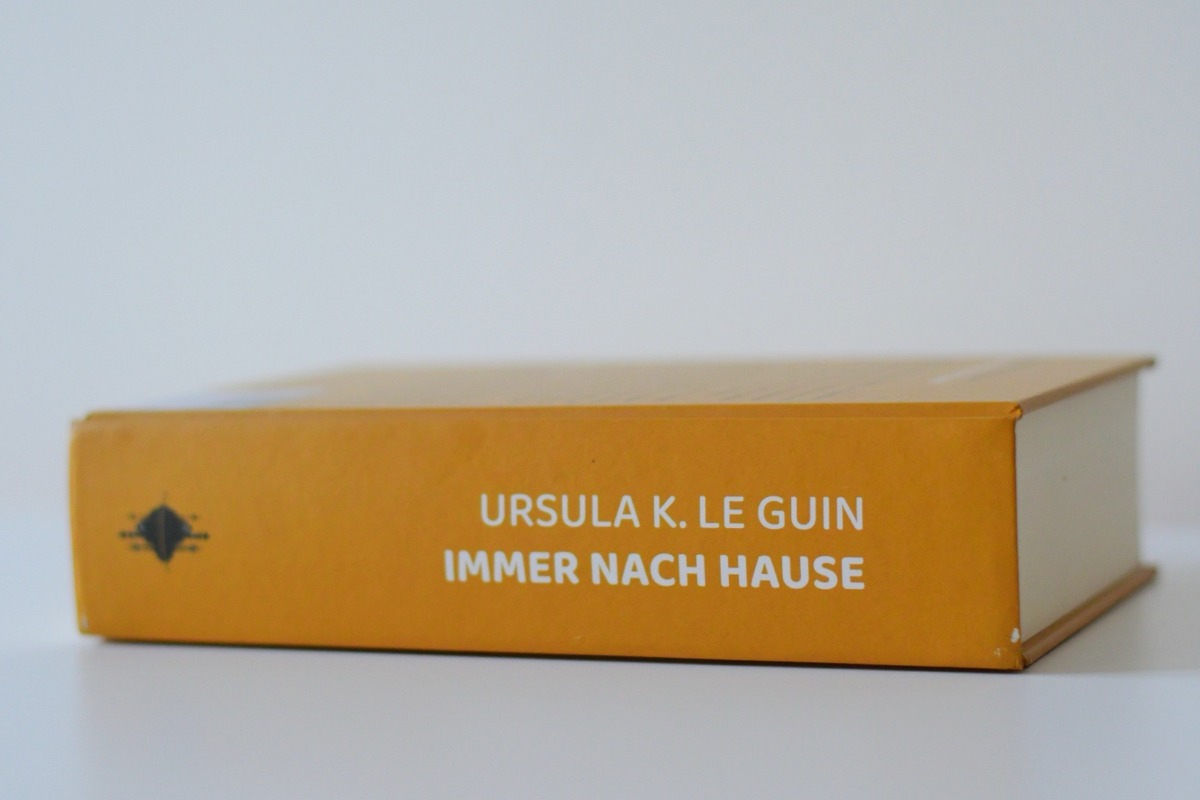 URSULA K. LE GUIN
IMMER NACH HAUSE